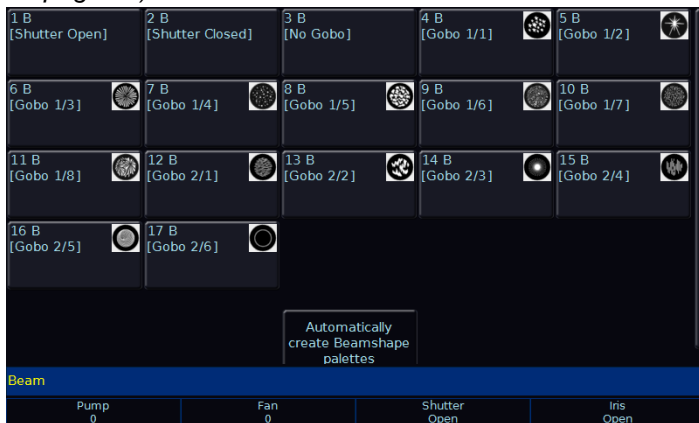 1 B
[Shutter Open]
2 B
[Shutter Closed]
3 B
[No Gobo]
4 B
[Gobo 1/1]
5 B
[Gobo 1/2]
6 B
[Gobo 1/3]
7 B
[Gobo 1/4]
8 B
[Gobo 1/5]
9 B
[Gobo 1/6]
10 B
[Gobo 1/7]
11 B
[Gobo 1/8]
12 B
[Gobo 2/1]
13 B
[Gobo 2/2]
14 B
[Gobo 2/3]
15 B
[Gobo 2/4]
16 B
[Gobo 2/5]
17 B
[Gobo 2/6]
Automatically
create Beamshape
palettes
Beam
Pump
0
Fan
0
Shutter
Open
Iris
Open